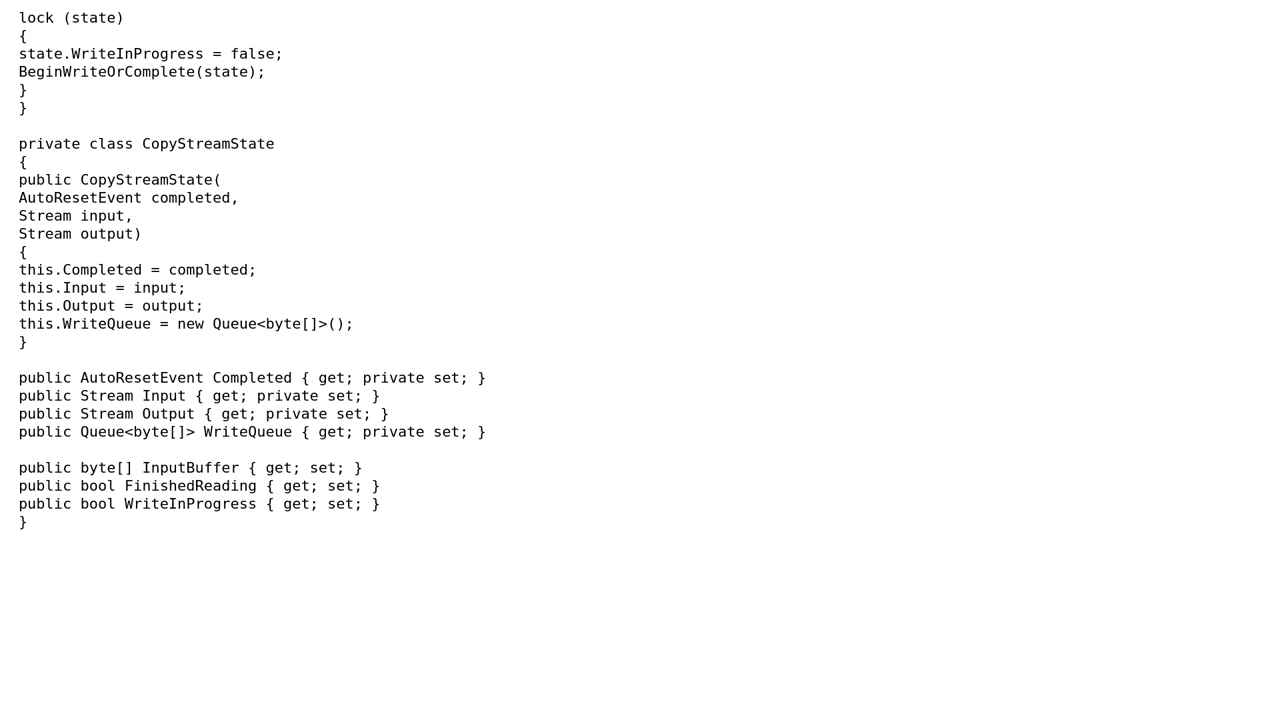 lock (state)
{
state.WriteInProgress = false;
BeginWriteOrComplete(state);
}
}

private class CopyStreamState
{
public CopyStreamState(
AutoResetEvent completed,
Stream input,
Stream output)
{
this.Completed = completed;
this.Input = input;
this.Output = output;
this.WriteQueue = new Queue<byte[]>();
}

public AutoResetEvent Completed { get; private set; }
public Stream Input { get; private set; }
public Stream Output { get; private set; }
public Queue<byte[]> WriteQueue { get; private set; }

public byte[] InputBuffer { get; set; }
public bool FinishedReading { get; set; }
public bool WriteInProgress { get; set; }
}